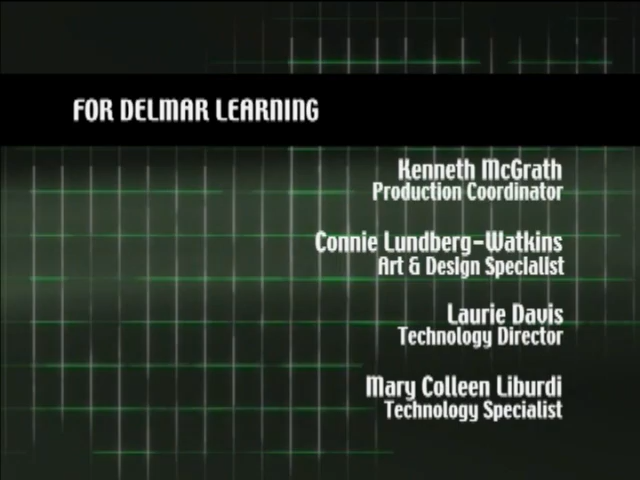 FOR DELMAR LEARNING
Kenneth McGrath
Production Coordinator
Connie Lundberg-Watkins
Art & Design Specialist
Laurie Davis
Technology Director
Mary Colleen Liburdi
Technology Specialist